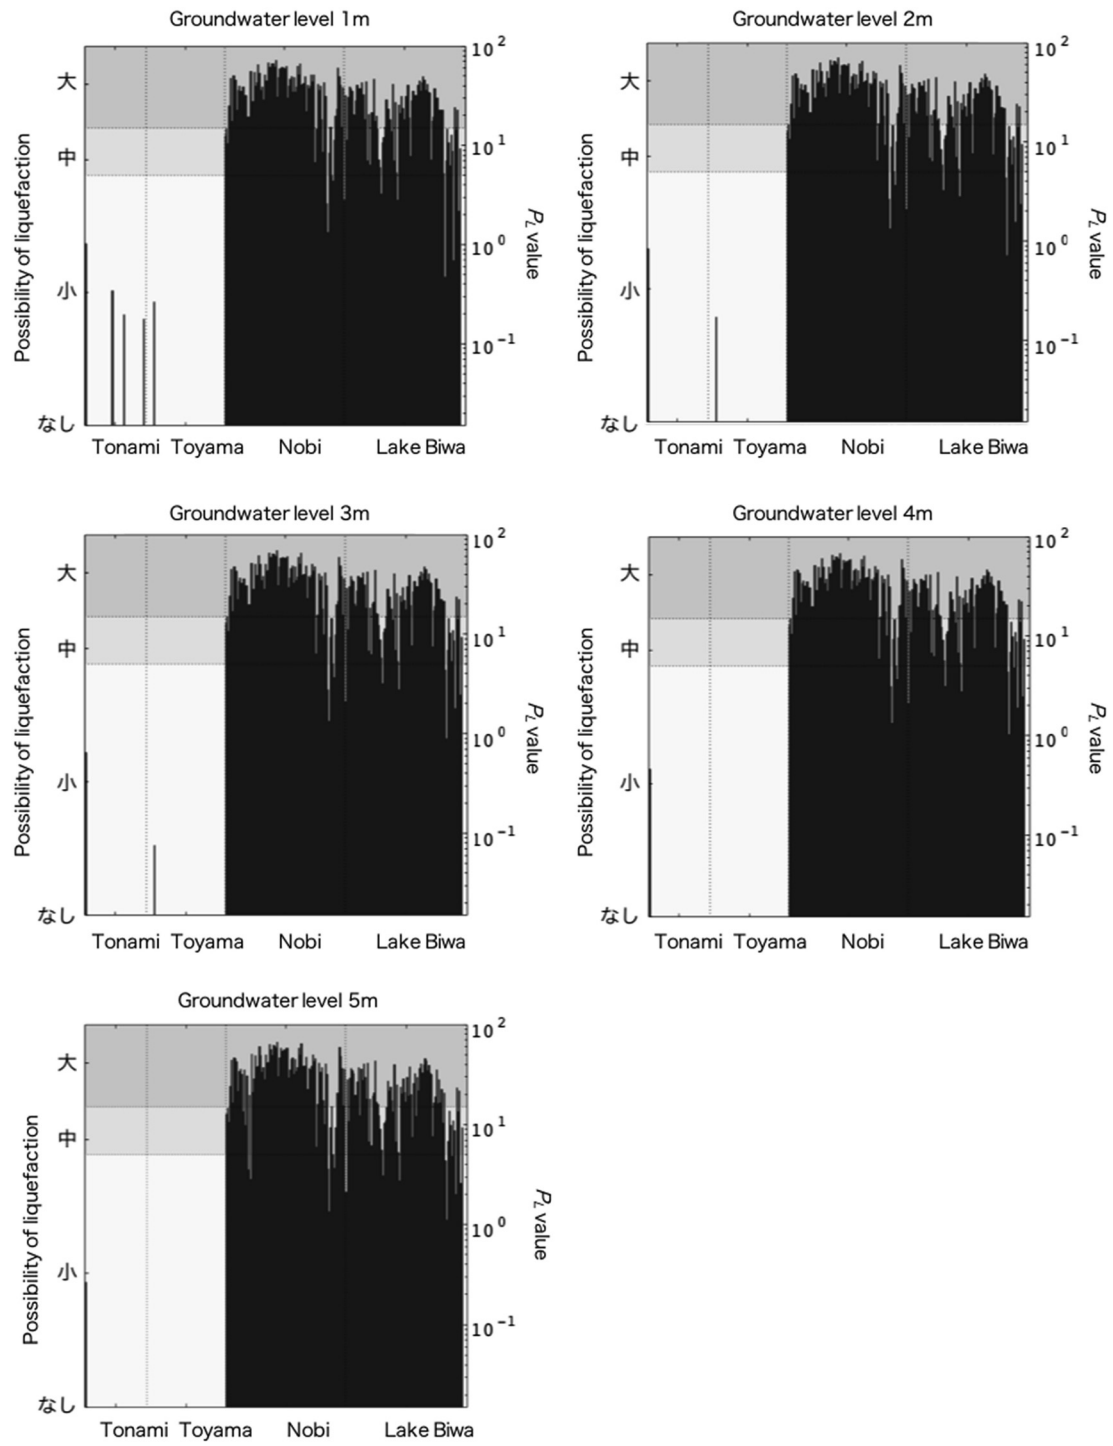 Groundwater level 1m
Possibility of liquefaction
大
中
小
なし
10²
10¹
10⁰
10⁻¹
P_L value
Tonami Toyama Nobi Lake Biwa
Groundwater level 2m
Possibility of liquefaction
大
中
小
なし
10²
10¹
10⁰
10⁻¹
P_L value
Tonami Toyama Nobi Lake Biwa
Groundwater level 3m
Possibility of liquefaction
大
中
小
なし
10²
10¹
10⁰
10⁻¹
P_L value
Tonami Toyama Nobi Lake Biwa
Groundwater level 4m
Possibility of liquefaction
大
中
小
なし
10²
10¹
10⁰
10⁻¹
P_L value
Tonami Toyama Nobi Lake Biwa
Groundwater level 5m
Possibility of liquefaction
大
中
小
なし
10²
10¹
10⁰
10⁻¹
P_L value
Tonami Toyama Nobi Lake Biwa